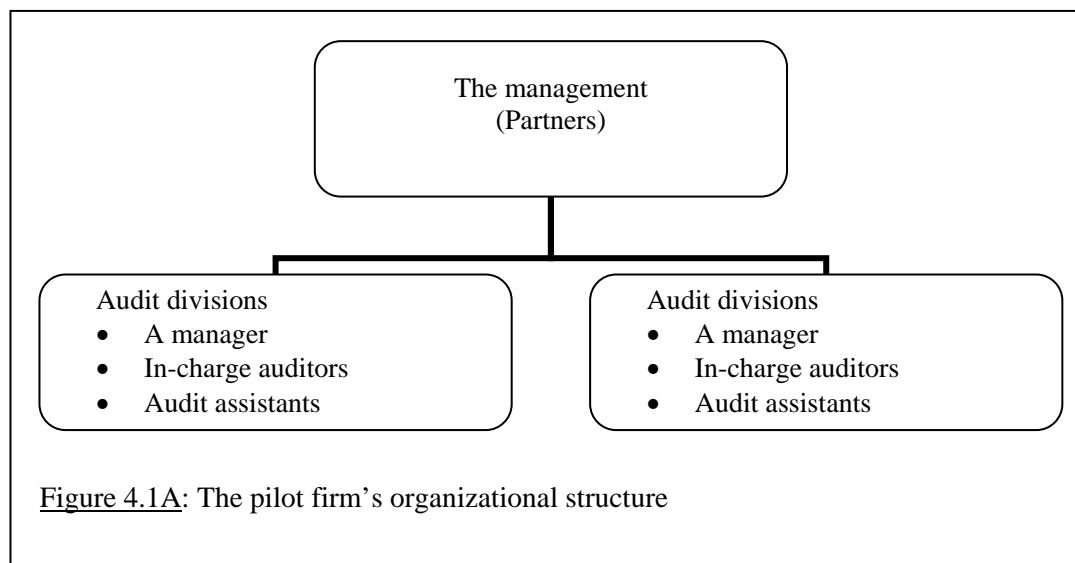 The management
(Partners)
Audit divisions
• A manager
• In-charge auditors
• Audit assistants
Audit divisions
• A manager
• In-charge auditors
• Audit assistants
Figure 4.1A: The pilot firm’s organizational structure